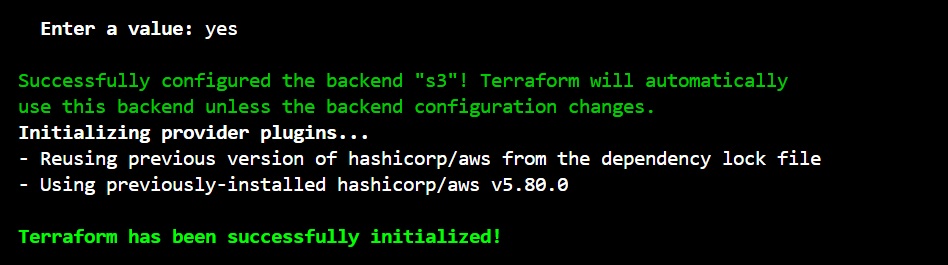 Enter a value: yes
Successfully configured the backend "s3"! Terraform will automatically
use this backend unless the backend configuration changes.
Initializing provider plugins...
- Reusing previous version of hashicorp/aws from the dependency lock file
- Using previously-installed hashicorp/aws v5.80.0
Terraform has been successfully initialized!